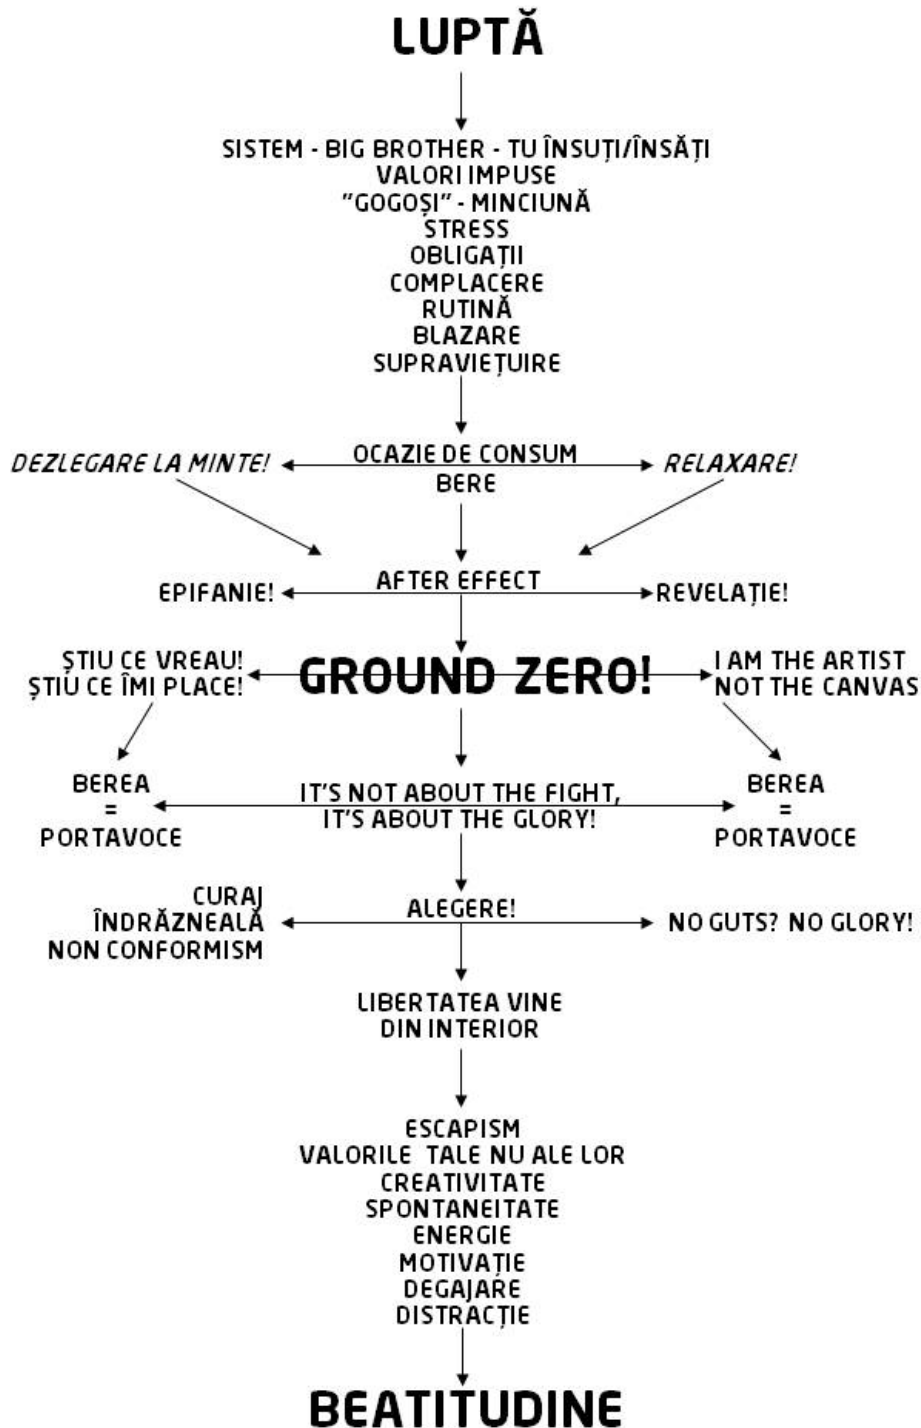 LUPTĂ
SISTEM - BIG BROTHER - TU ÎNSUȚI/ÎNSĂȚI
VALORI IMPUSE
"GOGOȘI" - MINCIUNĂ
STRESS
OBLIGAȚII
COMPLACERE
RUTINĂ
BLAZARE
SUPRAVIEȚUIRE
DEZLEGARE LA MINTE!
OCAZIE DE CONSUM
BERE
RELAXARE!
EPIFANIE!
AFTER EFFECT
REVELAȚIE!
ȘTIU CE VREAU!
ȘTIU CE ÎMI PLACE!
GROUND ZERO!
I AM THE ARTIST
NOT THE CANVAS
BEREA
=
PORTAVOCE
IT'S NOT ABOUT THE FIGHT,
IT'S ABOUT THE GLORY!
BEREA
=
PORTAVOCE
CURAJ
ÎNDRĂZNEALĂ
NON CONFORMISM
ALEGERE!
NO GUTS? NO GLORY!
LIBERTATEA VINE
DIN INTERIOR
ESCAPISM
VALORILE TALE NU ALE LOR
CREATIVITATE
SPONTANEITATE
ENERGIE
MOTIVAȚIE
DEGAJARE
DISTRACȚIE
BEATITUDINE